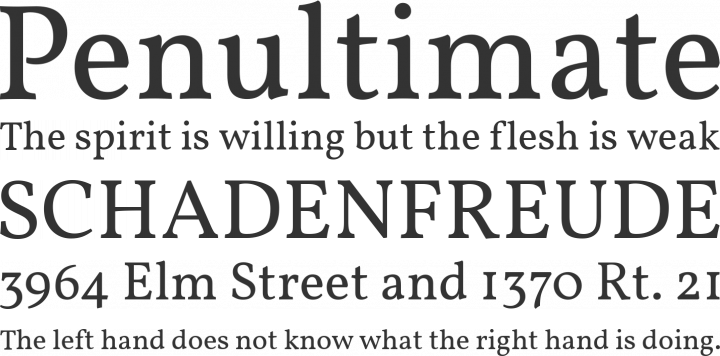 Penultimate
The spirit is willing but the flesh is weak
SCHADENFREUDE
3964 Elm Street and 1370 Rt. 21
The left hand does not know what the right hand is doing.